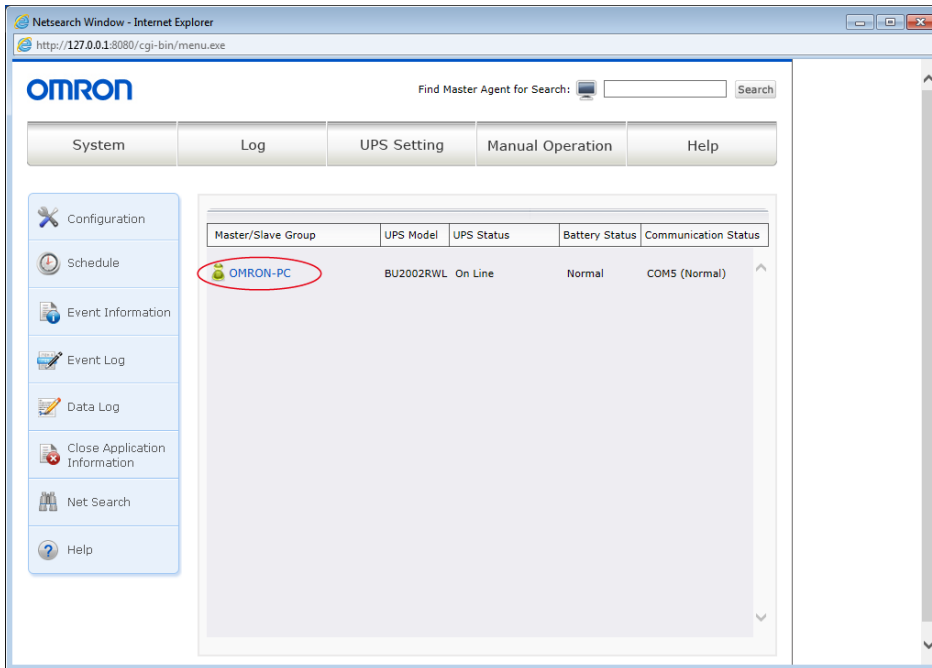 Netsearch Window - Internet Explorer
http://127.0.0.1:8080/cgi-bin/menu.exe
OMRON
Find Master Agent for Search:
Search
System
Log
UPS Setting
Manual Operation
Help
Configuration
Schedule
Event Information
Event Log
Data Log
Close Application
Information
Net Search
Help
Master/Slave Group
UPS Model
UPS Status
Battery Status
Communication Status
OMRON-PC
BU2002RWL
On Line
Normal
COM5 (Normal)